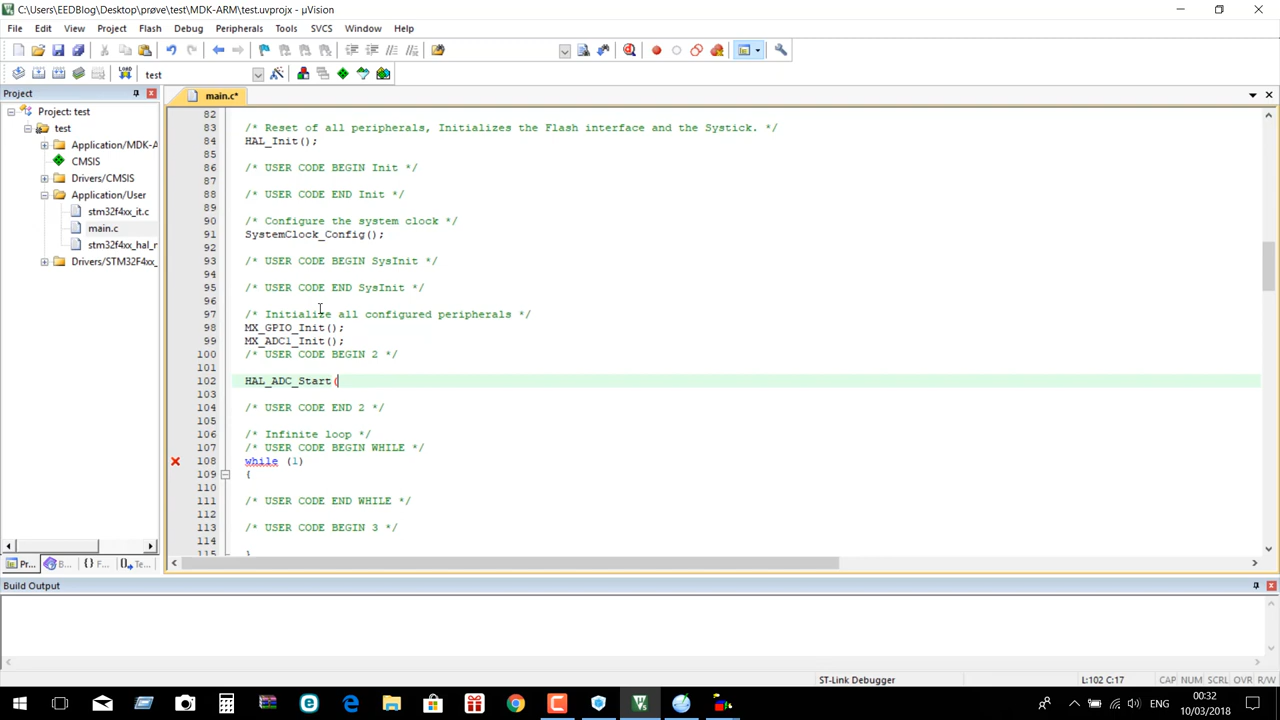 C:\Users\EEDBlog\Desktop\prøve\test\MDK-ARM\test.uvprojx - µVision
File Edit View Project Flash Debug Peripherals Tools SVCS Window Help
test
Project
main.c*
Project: test
test
Application/MDK-A
CMSIS
Drivers/CMSIS
Application/User
stm32f4xx_it.c
main.c
stm32f4xx_hal_r
Drivers/STM32F4xx_
82
83 /* Reset of all peripherals, Initializes the Flash interface and the Systick. */
84 HAL_Init();
85
86 /* USER CODE BEGIN Init */
87
88 /* USER CODE END Init */
89
90 /* Configure the system clock */
91 SystemClock_Config();
92
93 /* USER CODE BEGIN SysInit */
94
95 /* USER CODE END SysInit */
96
97 /* Initialize all configured peripherals */
98 MX_GPIO_Init();
99 MX_ADC1_Init();
100 /* USER CODE BEGIN 2 */
101
102 HAL_ADC_Start(
103
104 /* USER CODE END 2 */
105
106 /* Infinite loop */
107 /* USER CODE BEGIN WHILE */
108 while (1)
109 {
110
111 /* USER CODE END WHILE */
112
113 /* USER CODE BEGIN 3 */
114
115 }
Pr... B... {} F... Te...
Build Output
ST-Link Debugger L:102 C:17 CAP NUM SCRL OVR R/W
ENG
00:32
10/03/2018